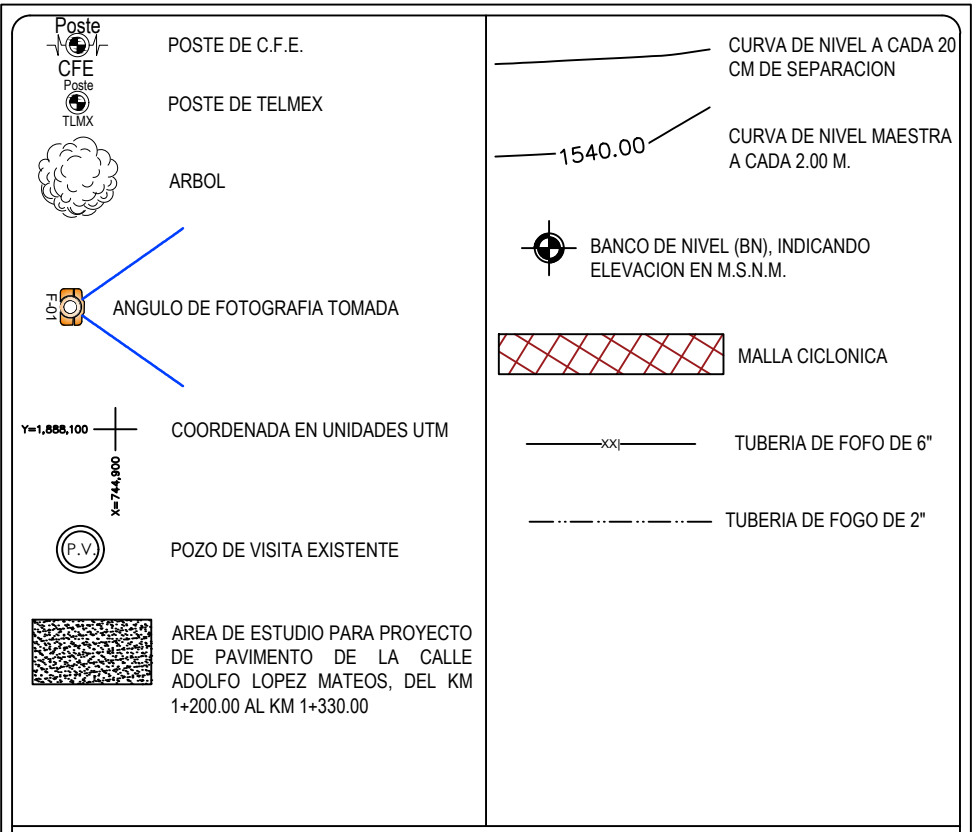 Poste
CFE
POSTE DE C.F.E.
Poste
TLMX
POSTE DE TELMEX
ARBOL
F-01
ANGULO DE FOTOGRAFIA TOMADA
Y=1,888,100
X=744,900
COORDENADA EN UNIDADES UTM
P.V.
POZO DE VISITA EXISTENTE
AREA DE ESTUDIO PARA PROYECTO
DE PAVIMENTO DE LA CALLE
ADOLFO LOPEZ MATEOS, DEL KM
1+200.00 AL KM 1+330.00
CURVA DE NIVEL A CADA 20
CM DE SEPARACION
1540.00
CURVA DE NIVEL MAESTRA
A CADA 2.00 M.
BANCO DE NIVEL (BN), INDICANDO
ELEVACION EN M.S.N.M.
MALLA CICLONICA
XX|
TUBERIA DE FOFO DE 6"
TUBERIA DE FOGO DE 2"